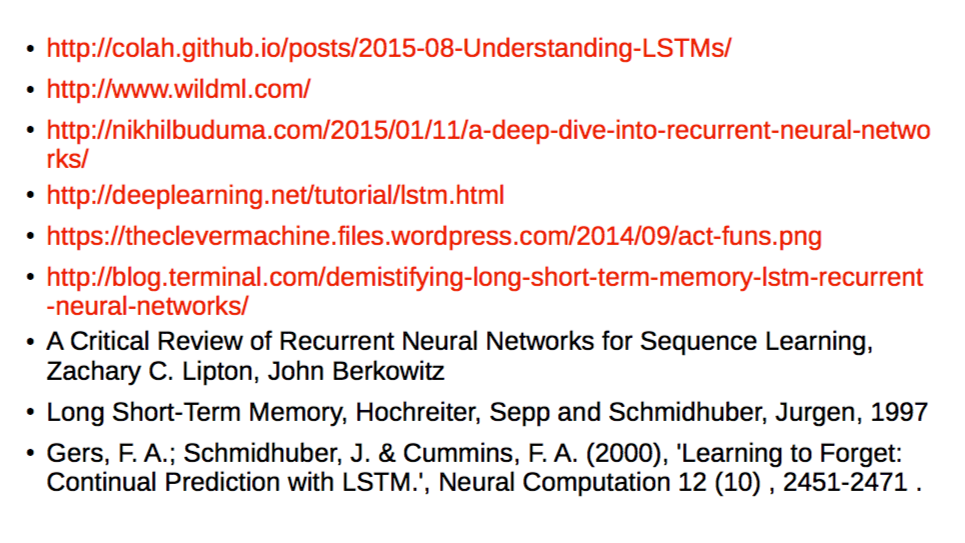 • http://colah.github.io/posts/2015-08-Understanding-LSTMs/
• http://www.wildml.com/
• http://nikhilbuduma.com/2015/01/11/a-deep-dive-into-recurrent-neural-netwo
rks/
• http://deeplearning.net/tutorial/lstm.html
• https://theclevermachine.files.wordpress.com/2014/09/act-funs.png
• http://blog.terminal.com/demistifying-long-short-term-memory-lstm-recurrent
-neural-networks/
• A Critical Review of Recurrent Neural Networks for Sequence Learning,
Zachary C. Lipton, John Berkowitz
• Long Short-Term Memory, Hochreiter, Sepp and Schmidhuber, Jurgen, 1997
• Gers, F. A.; Schmidhuber, J. & Cummins, F. A. (2000), 'Learning to Forget:
Continual Prediction with LSTM.', Neural Computation 12 (10) , 2451-2471 .